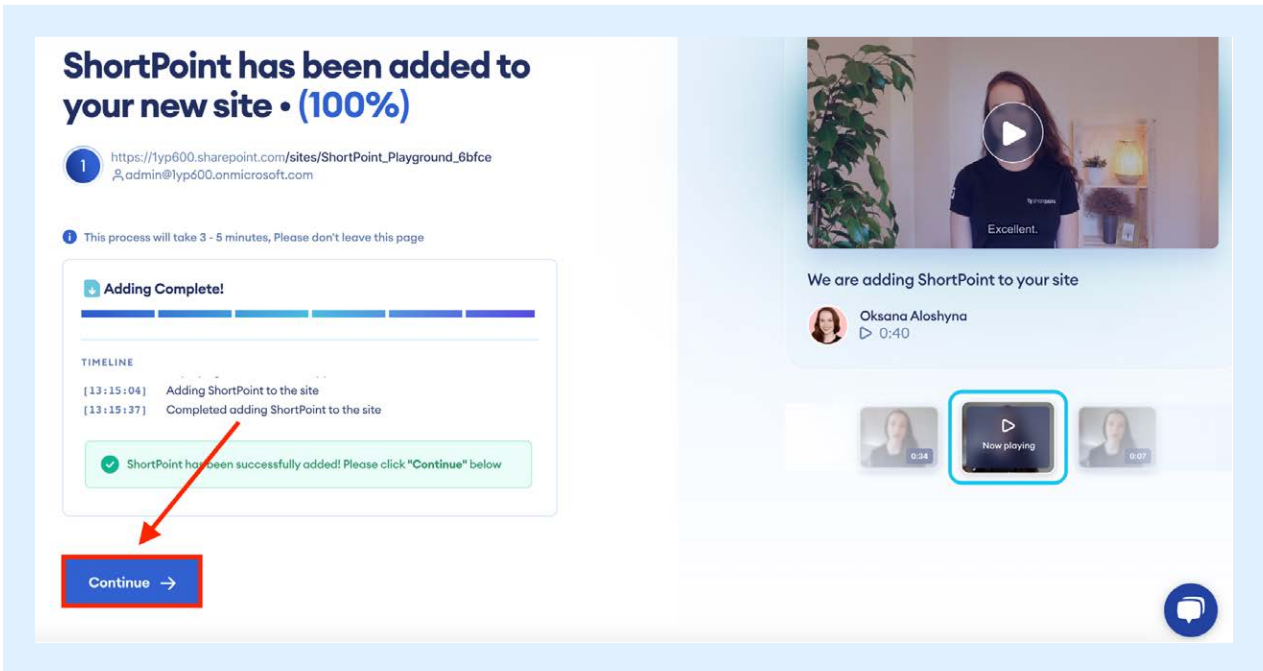 ShortPoint has been added to
your new site • (100%)
1
https://1yp600.sharepoint.com/sites/ShortPoint_Playground_6bfce
admin@1yp600.onmicrosoft.com
i This process will take 3 - 5 minutes, Please don't leave this page
Adding Complete!
TIMELINE
[13:15:04] Adding ShortPoint to the site
[13:15:37] Completed adding ShortPoint to the site
ShortPoint has been successfully added! Please click "Continue" below
Continue →
Excellent.
We are adding ShortPoint to your site
Oksana Aloshyna
0:40
0:34
Now playing
0:07